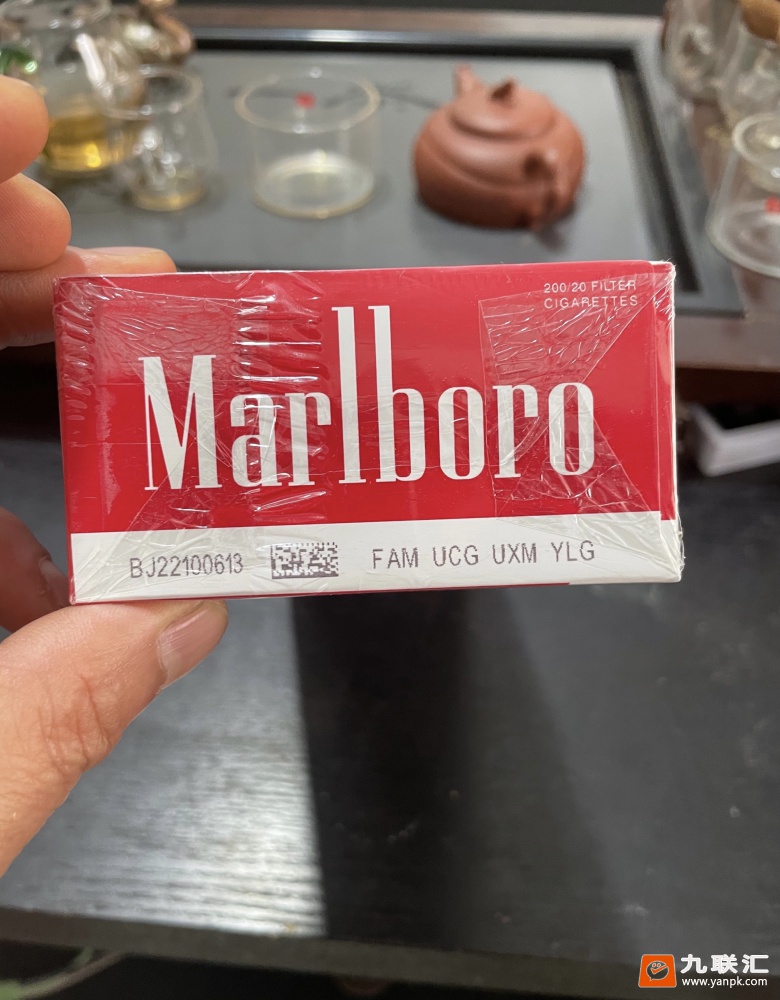 200/20 FILTER
CIGARETTES
Marlboro
BJ22100613 FAM UCG UXM YLG
九联汇
www.yanpk.com